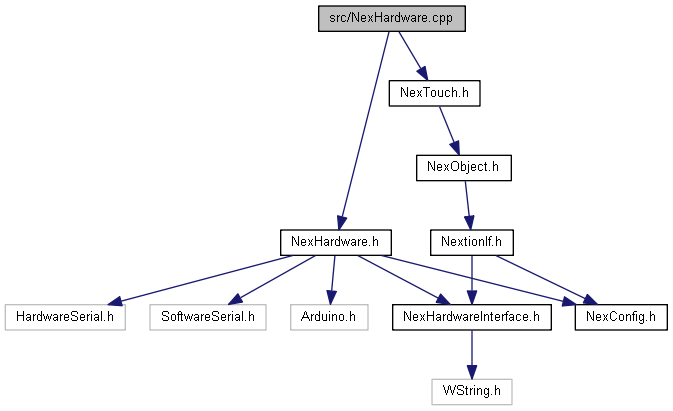 src/NexHardware.cpp
NexTouch.h
NexObject.h
NexHardware.h
NextionIf.h
HardwareSerial.h
SoftwareSerial.h
Arduino.h
NexHardwareInterface.h
NexConfig.h
WString.h